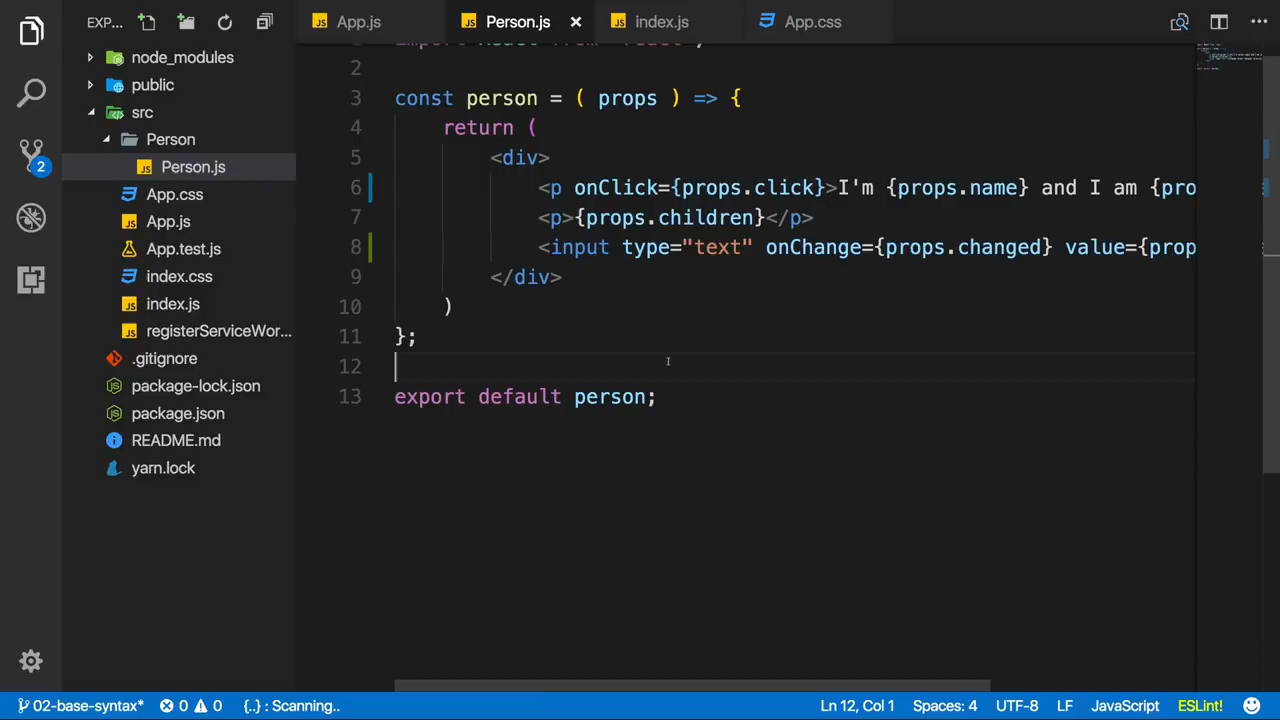 EXP...
App.js
Person.js
index.js
App.css
node_modules
public
src
Person
Person.js
App.css
App.js
App.test.js
index.css
index.js
registerServiceWor...
.gitignore
package-lock.json
package.json
README.md
yarn.lock
2
2
3 const person = ( props ) => {
4 return (
5 <div>
6 <p onClick={props.click}>I'm {props.name} and I am {pro
7 <p>{props.children}</p>
8 <input type="text" onChange={props.changed} value={prop
9 </div>
10 )
11 };
12
13 export default person;
02-base-syntax* 0 0 {..} : Scanning.. Ln 12, Col 1 Spaces: 4 UTF-8 LF JavaScript ESLint!